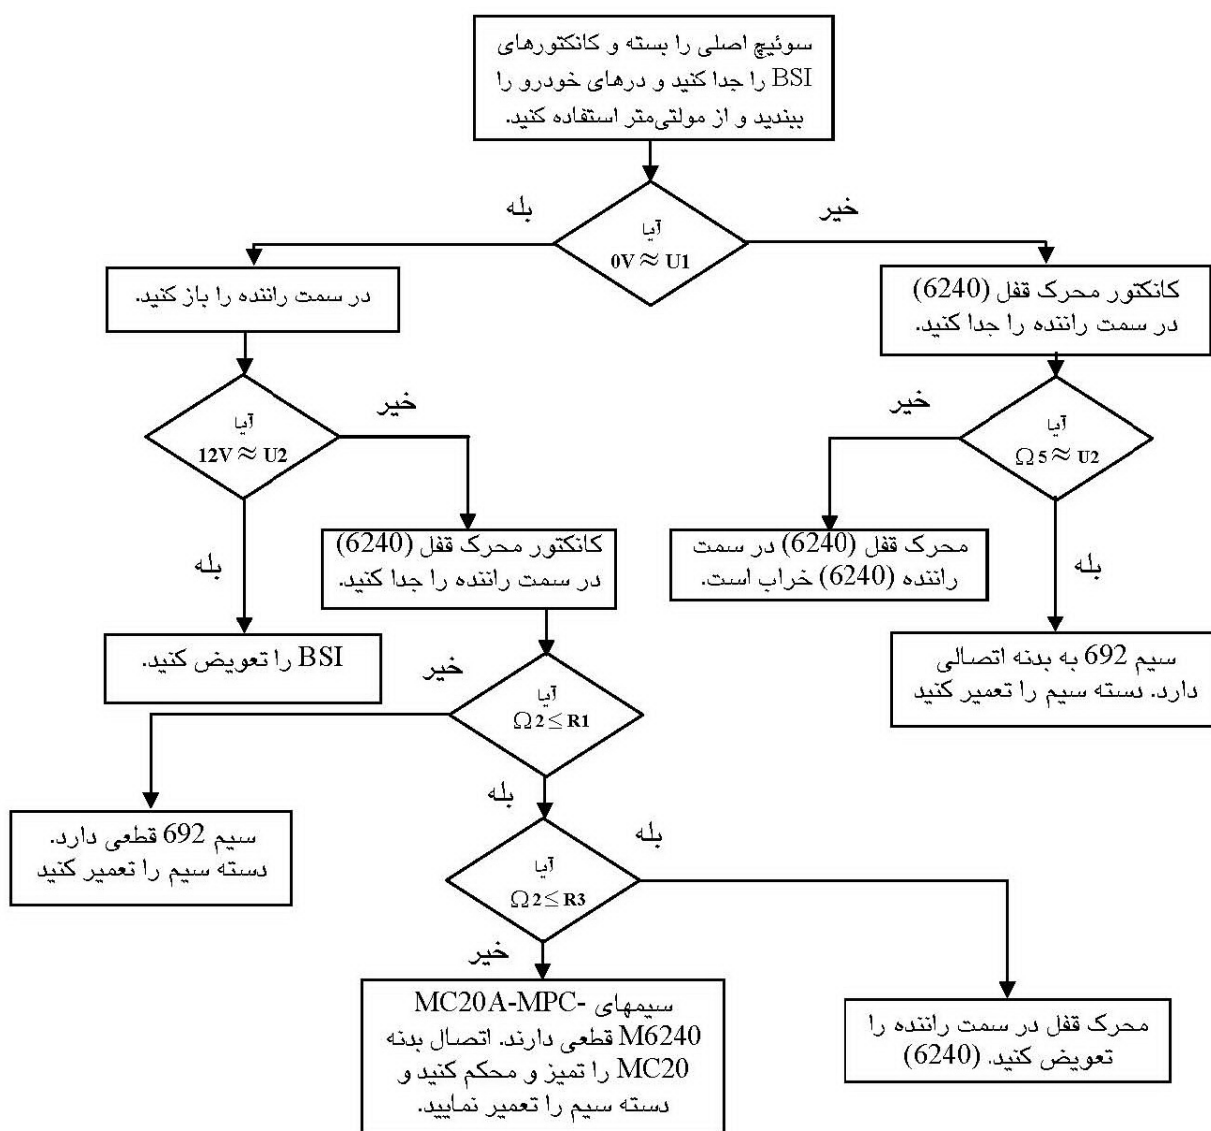 سوئیچ اصلی را بسته و کانکتورهای
BSI را جدا کنید و درهای خودرو را
ببندید و از مولتی‌متر استفاده کنید.
خیر
بله
آیا
0V ≈ U1
کانکتور محرک قفل (6240)
در سمت راننده را جدا کنید.
در سمت راننده را باز کنید.
خیر
خیر
آیا
Ω 5 ≈ U2
آیا
12V ≈ U2
بله
بله
محرک قفل (6240) در سمت
راننده (6240) خراب است.
کانکتور محرک قفل (6240)
در سمت راننده را جدا کنید.
سیم 692 به بدنه اتصالی
دارد. دسته سیم را تعمیر کنید
BSI را تعویض کنید.
خیر
آیا
Ω 2 ≤ R1
بله
سیم 692 قطعی دارد.
دسته سیم را تعمیر کنید
بله
آیا
Ω 2 ≤ R3
خیر
سیمهای MC20A-MPC-
M6240 قطعی دارند. اتصال بدنه
MC20 را تمیز و محکم کنید و
دسته سیم را تعمیر نمایید.
محرک قفل در سمت راننده را
تعویض کنید. (6240)